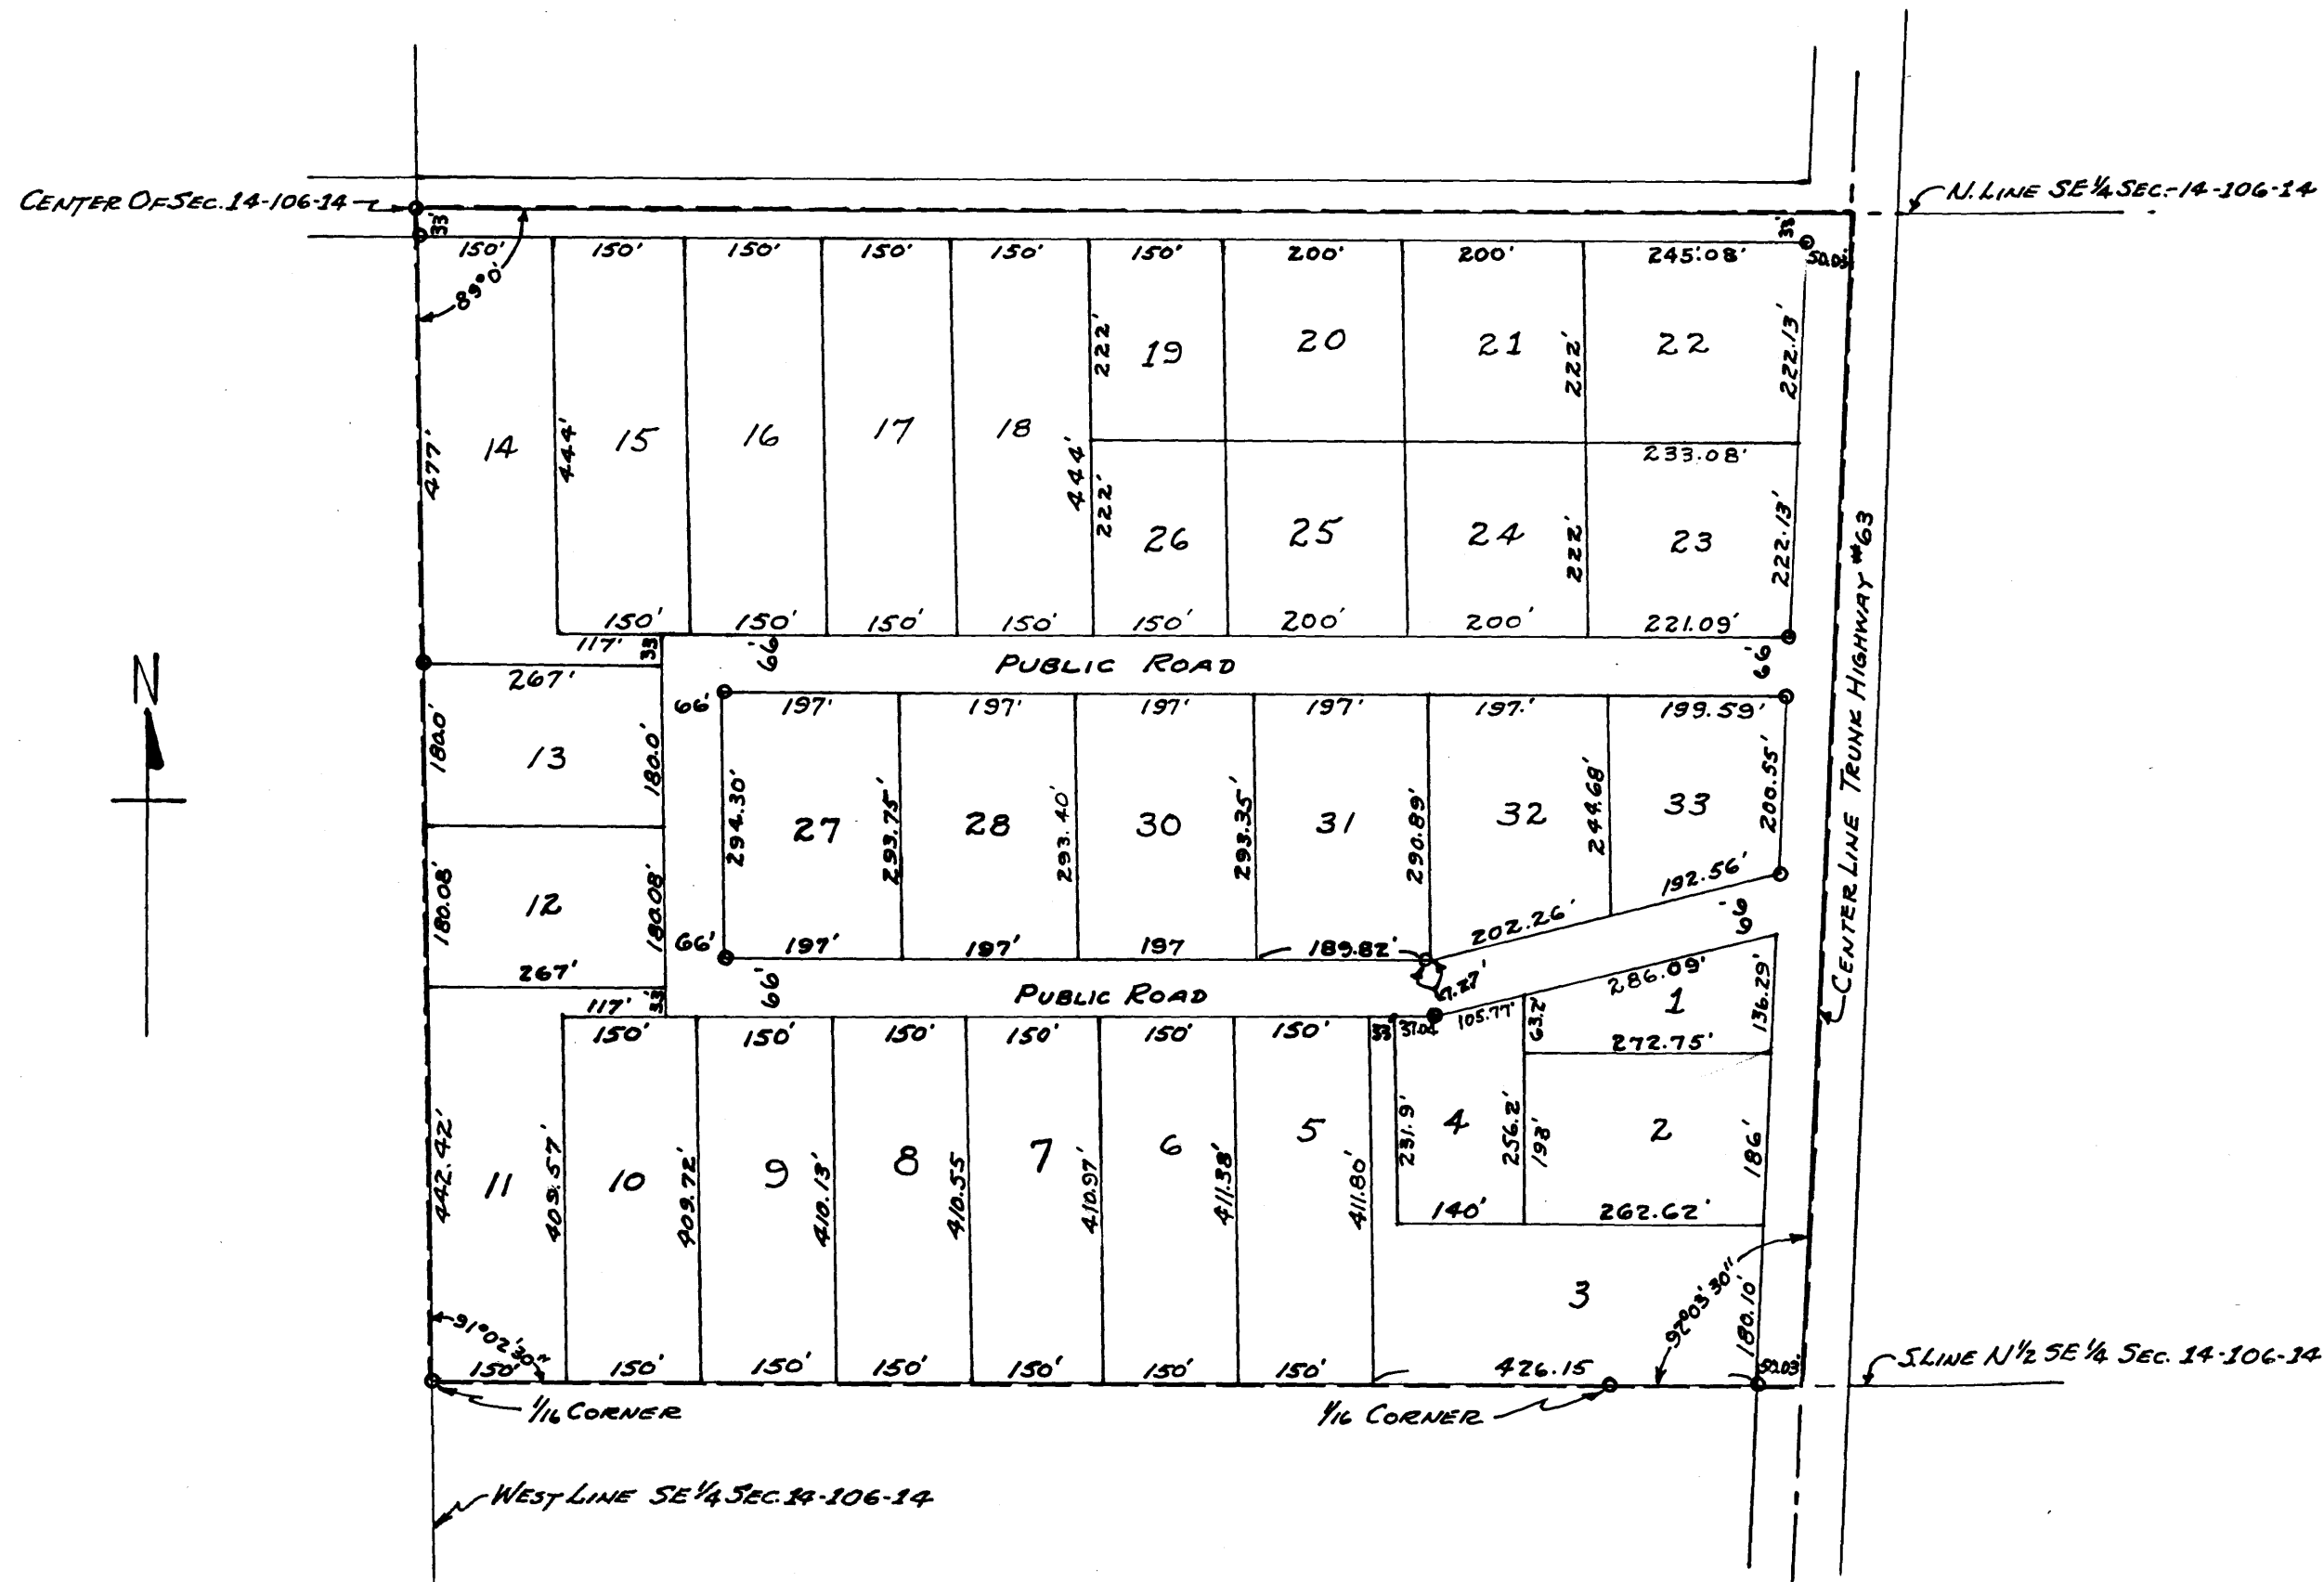 CENTER OF SEC. 14-106-14
N. LINE SE 1/4 SEC.-14-106-14
33'
33'
150' 150' 150' 150' 150' 150' 200' 200' 245.08' 50.03'
89°0'
222' 222' 222.13'
19 20 21 22
14 15 16 17 18
477' 444' 444'
233.08'
222' 222' 222.13'
26 25 24 23
150' 150' 150' 150' 150' 200' 200' 221.09'
117' 33' 66' 66'
PUBLIC ROAD
N
267'
66' 197' 197' 197' 197' 197.' 199.59'
180.0' 13 180.0'
294.30' 27 293.75' 28 293.40' 30 293.35' 31 290.89' 32 244.68' 33 200.55'
192.56'
202.26'
180.08' 12 180.08'
66' 197' 197' 197 189.82'
267'
66'
7.27'
117' 33' 66'
PUBLIC ROAD
286.09'
1
136.29'
CENTER LINE TRUNK HIGHWAY #63
150' 150' 150' 150' 150' 150' 33' 37.04 105.77' 63.2'
272.75'
442.42' 11 409.57' 10 409.72' 9 410.13' 8 410.55 7 410.97' 6 411.38' 5 411.80'
231.9' 4 256.2' 193' 2 186'
140' 262.62'
3
92°03'30"
180.10'
91°02'30"
150' 150' 150' 150' 150' 150' 150' 426.15 50.03'
S. LINE N 1/2 SE 1/4 SEC. 14-106-14
1/16 CORNER
1/16 CORNER
WEST LINE SE 1/4 SEC. 14-106-14